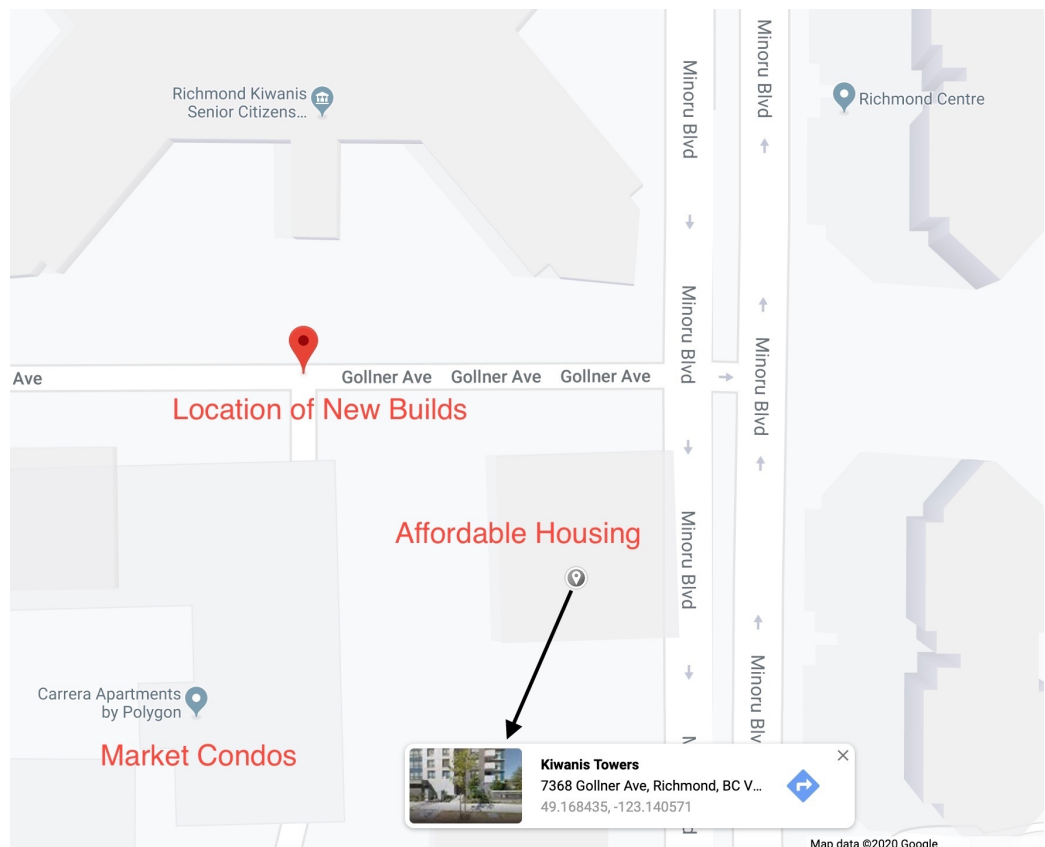 Minoru Blvd
Minoru Blvd
Richmond Kiwanis
Senior Citizens...
Richmond Centre
Minoru Blvd
Minoru Blvd
Ave
Gollner Ave
Gollner Ave
Gollner Ave
Location of New Builds
Affordable Housing
Minoru Blvd
Minoru Blv
Carrera Apartments
by Polygon
Market Condos
Kiwanis Towers
7368 Gollner Ave, Richmond, BC V...
49.168435, -123.140571
Map data ©2020 Google